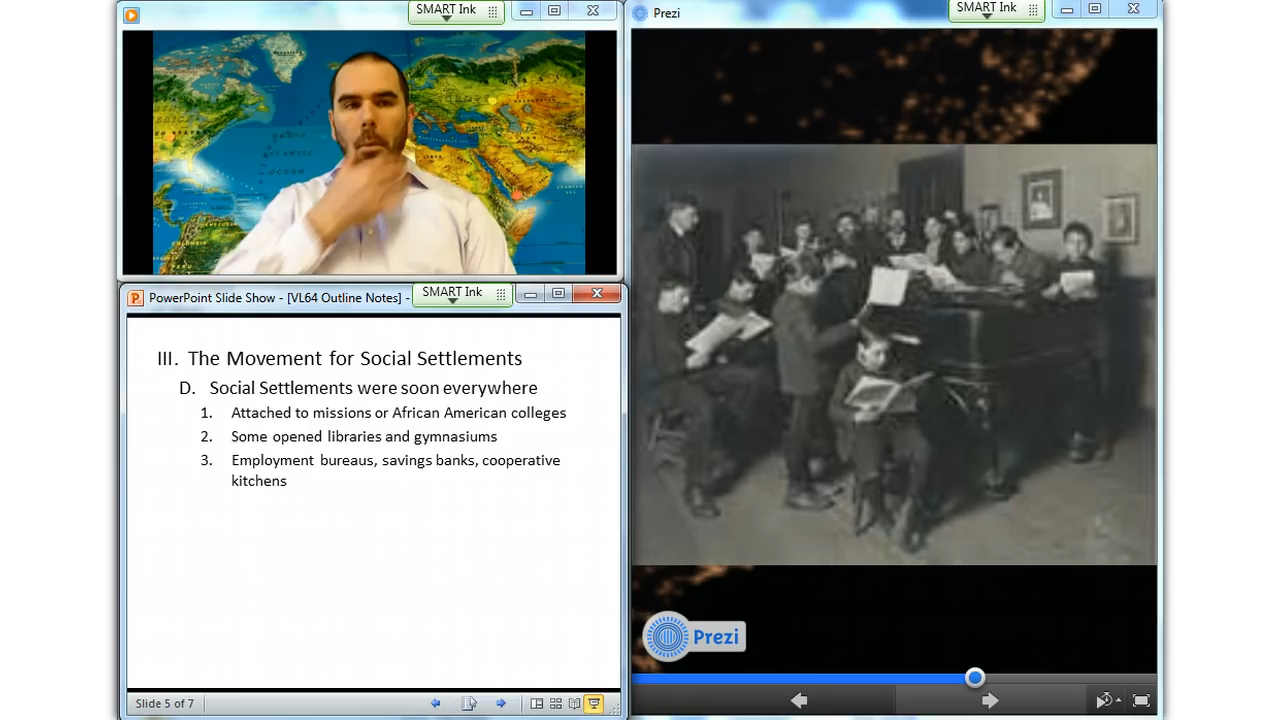 SMART Ink
PowerPoint Slide Show - [VL64 Outline Notes] -
SMART Ink
III. The Movement for Social Settlements
D. Social Settlements were soon everywhere
1. Attached to missions or African American colleges
2. Some opened libraries and gymnasiums
3. Employment bureaus, savings banks, cooperative
kitchens
Slide 5 of 7
Prezi
SMART Ink
Prezi